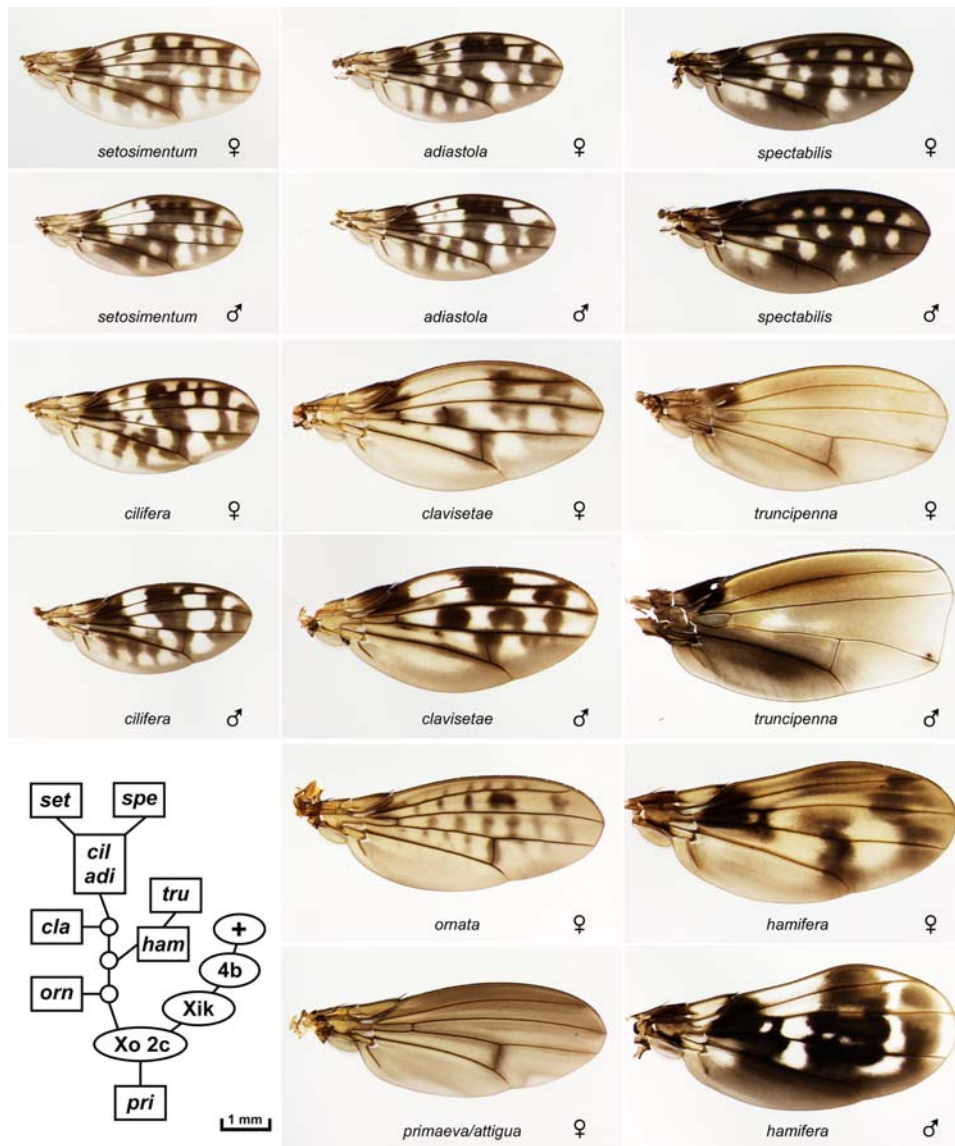 setosimentum ♀
adiastola ♀
spectabilis ♀
setosimentum ♂
adiastola ♂
spectabilis ♂
cilifera ♀
clavisetae ♀
truncipenna ♀
cilifera ♂
clavisetae ♂
truncipenna ♂
set
spe
cil
adi
tru
cla
ham
+
4b
orn
Xik
Xo 2c
pri
1 mm
ornata ♀
hamifera ♀
primaeva/attigua ♀
hamifera ♂